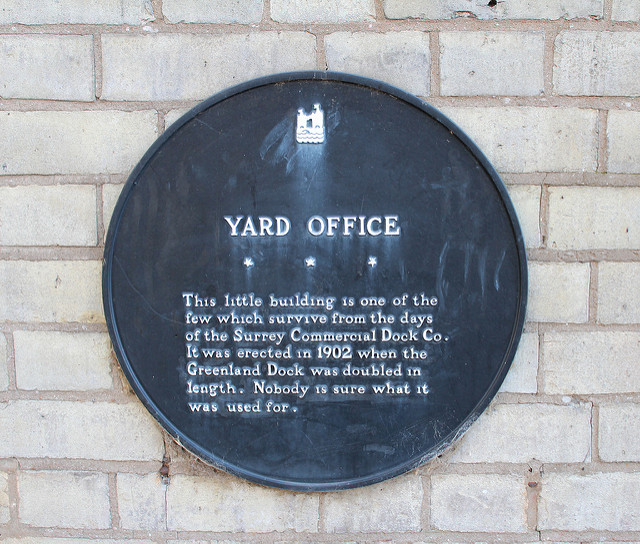 YARD OFFICE
This little building is one of the
few which survive from the days
of the Surrey Commercial Dock Co.
It was erected in 1902 when the
Greenland Dock was doubled in
length. Nobody is sure what it
was used for.